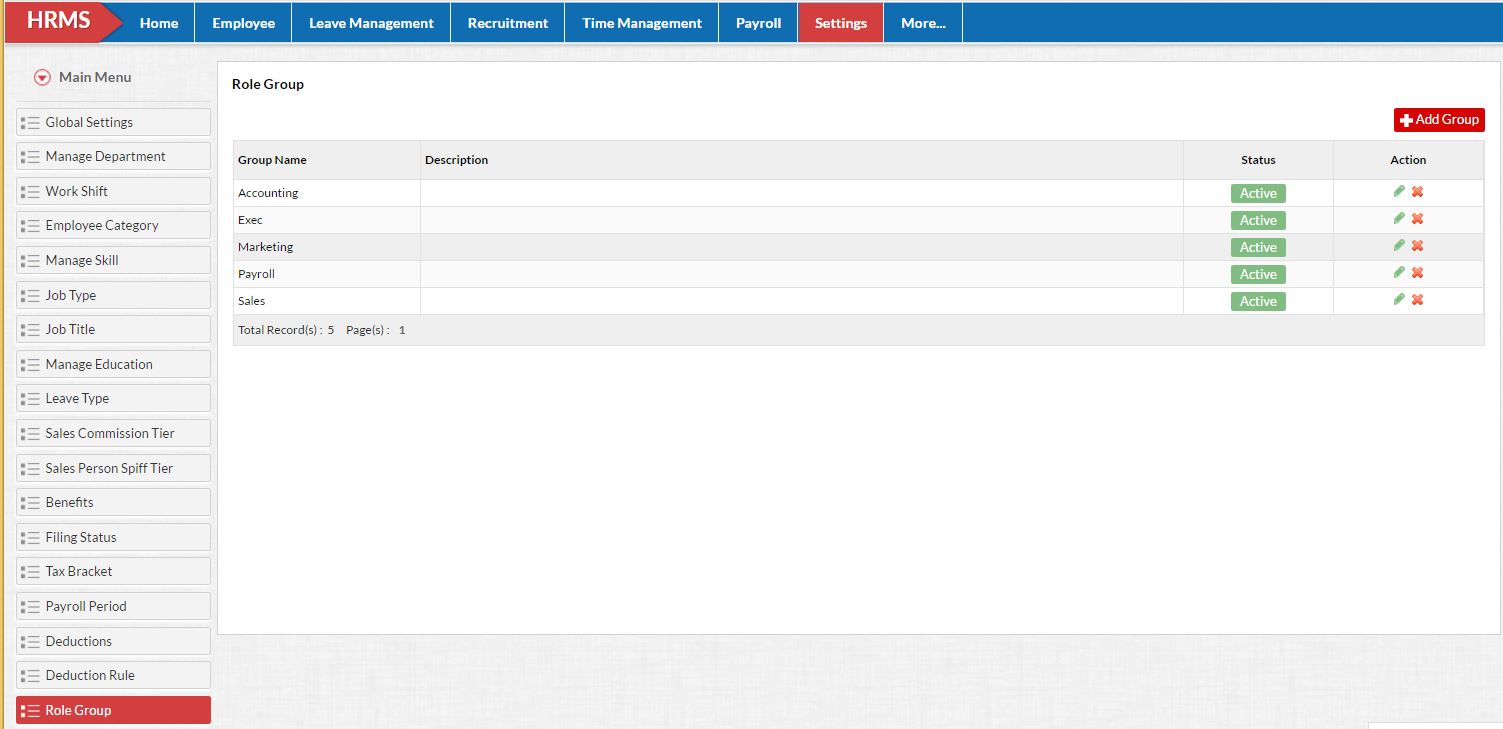 HRMS Home Employee Leave Management Recruitment Time Management Payroll Settings More...
Main Menu
Global Settings
Manage Department
Work Shift
Employee Category
Manage Skill
Job Type
Job Title
Manage Education
Leave Type
Sales Commission Tier
Sales Person Spiff Tier
Benefits
Filing Status
Tax Bracket
Payroll Period
Deductions
Deduction Rule
Role Group
Role Group
Add Group
Group Name Description Status Action
Accounting Active
Exec Active
Marketing Active
Payroll Active
Sales Active
Total Record(s) : 5 Page(s) : 1